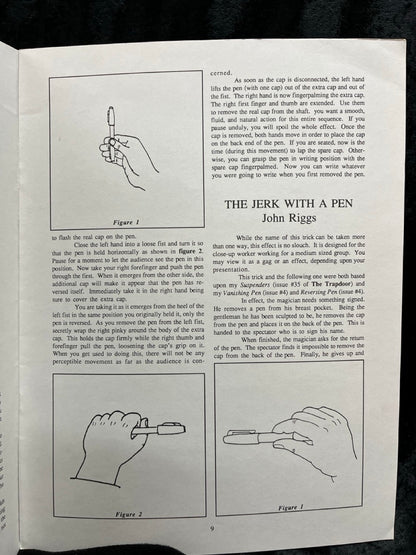 Figure 1
to flash the real cap on the pen.
Close the left hand into a loose fist and turn it so
that the pen is held horizontally as shown in figure 2.
Pause for a moment to let the audience see the pen in this
position. Now take your right forefinger and push the pen
through the first. When it emerges from the other side, the
additional cap will make it appear that the pen has re-
versed itself. Immediately take it in the right hand being
sure to cover the extra cap.
You are taking it as it emerges from the heel of the
left fist in the same position you originally held it, only the
pen is reversed. As you remove the pen from the left fist,
secretly wrap the right pinky around the body of the extra
cap. This holds the cap firmly while the right thumb and
forefinger pull the pen, loosening the cap's grip on it.
When you get used to doing this, there will not be any
perceptible movement as far as the audience is con-
Figure 2
cerned.
As soon as the cap is disconnected, the left hand
lifts the pen (with one cap) out of the extra cap and out of
the fist. The right hand is now fingerpalming the extra cap.
The right first finger and thumb are extended. Use them
to remove the real cap from the shaft. you want a smooth,
fluid, and natural action for this entire sequence. If you
pause unduly, you will spoil the whole effect. Once the
cap is removed, both hands move in order to place the cap
on the back end of the pen. If you are seated, now is the
time (during this movement) to lap the spare cap. Other-
wise, you can grasp the pen in writing position with the
spare cap fingerpalmed. Now you can write whatever
you were going to write when you first removed the pen.
THE JERK WITH A PEN
John Riggs
While the name of this trick can be taken more
than one way, this effect is no slouch. It is designed for the
close-up worker working for a medium sized group. You
may view it as a gag or an effect, depending upon your
presentation.
This trick and the following one were both based
upon my Suspenders (issue #35 of The Trapdoor) and
my Vanishing Pen (issue #4) and Reversing Pen (issue #4).
In effect, the magician needs something signed.
He removes a pen from his breast pocket. Being the
gentleman he has been sculpted to be, he removes the cap
from the pen and places it on the back of the pen. This is
handed to the spectator who is to sign his name.
When finished, the magician asks for the return
of the pen. The spectator finds it impossible to remove the
cap from the back of the pen. Finally, he gives up and
Figure 1
9